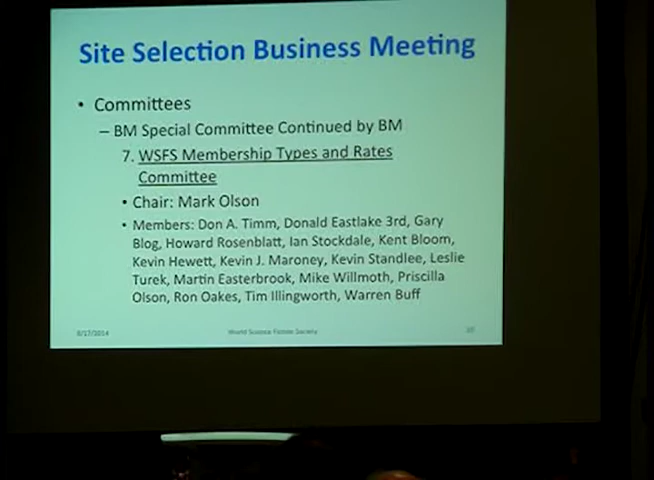 Site Selection Business Meeting
• Committees
– BM Special Committee Continued by BM
7. WSFS Membership Types and Rates
Committee
• Chair: Mark Olson
• Members: Don A. Timm, Donald Eastlake 3rd, Gary
Blog, Howard Rosenblatt, Ian Stockdale, Kent Bloom,
Kevin Hewett, Kevin J. Maroney, Kevin Standlee, Leslie
Turek, Martin Easterbrook, Mike Willmoth, Priscilla
Olson, Ron Oakes, Tim Illingworth, Warren Buff
8/17/2014 World Science Fiction Society